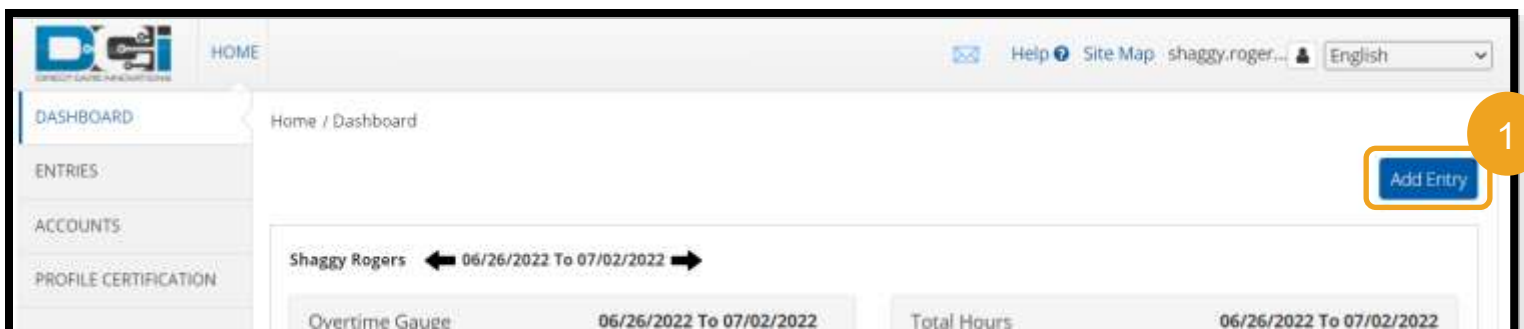 DCI HOME Help Site Map shaggy.roger... English
DASHBOARD Home / Dashboard
1
ENTRIES Add Entry
ACCOUNTS
Shaggy Rogers 06/26/2022 To 07/02/2022
PROFILE CERTIFICATION
Overtime Gauge 06/26/2022 To 07/02/2022 Total Hours 06/26/2022 To 07/02/2022